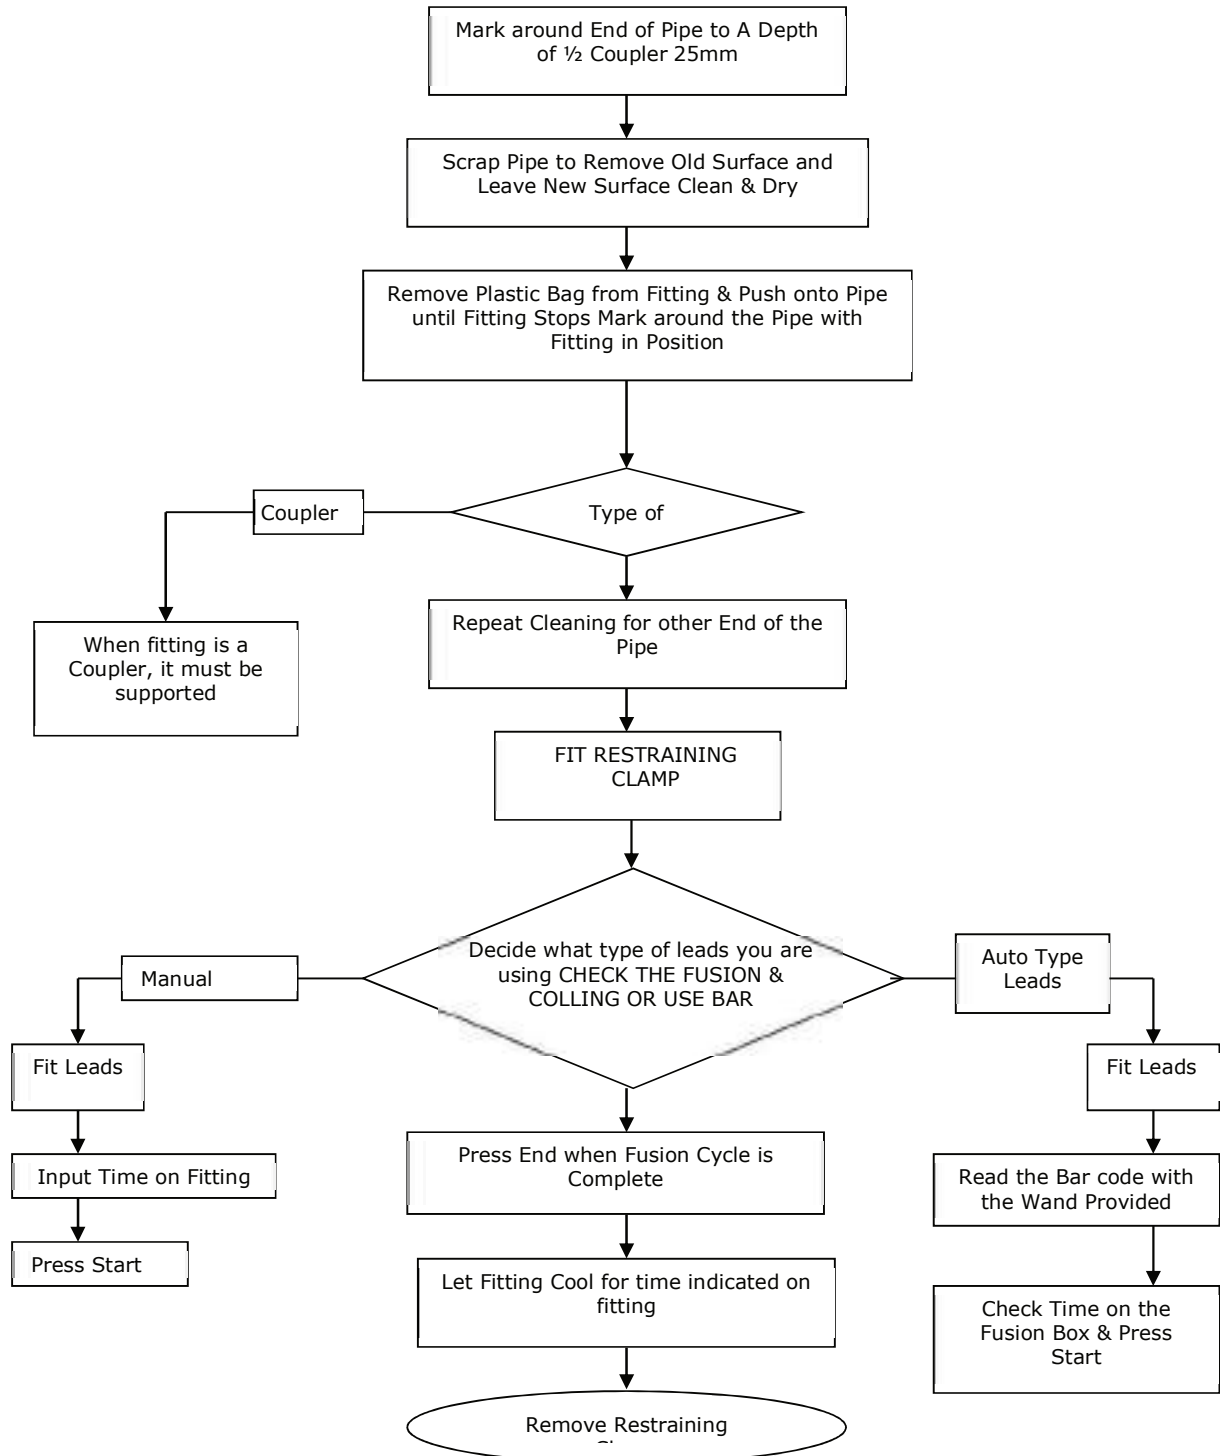 Mark around End of Pipe to A Depth
of ½ Coupler 25mm
Scrap Pipe to Remove Old Surface and
Leave New Surface Clean & Dry
Remove Plastic Bag from Fitting & Push onto Pipe
until Fitting Stops Mark around the Pipe with
Fitting in Position
Type of
Coupler
When fitting is a
Coupler, it must be
supported
Repeat Cleaning for other End of the
Pipe
FIT RESTRAINING
CLAMP
Decide what type of leads you are
using CHECK THE FUSION &
COLLING OR USE BAR
Manual
Fit Leads
Input Time on Fitting
Press Start
Auto Type
Leads
Fit Leads
Read the Bar code with
the Wand Provided
Check Time on the
Fusion Box & Press
Start
Press End when Fusion Cycle is
Complete
Let Fitting Cool for time indicated on
fitting
Remove Restraining